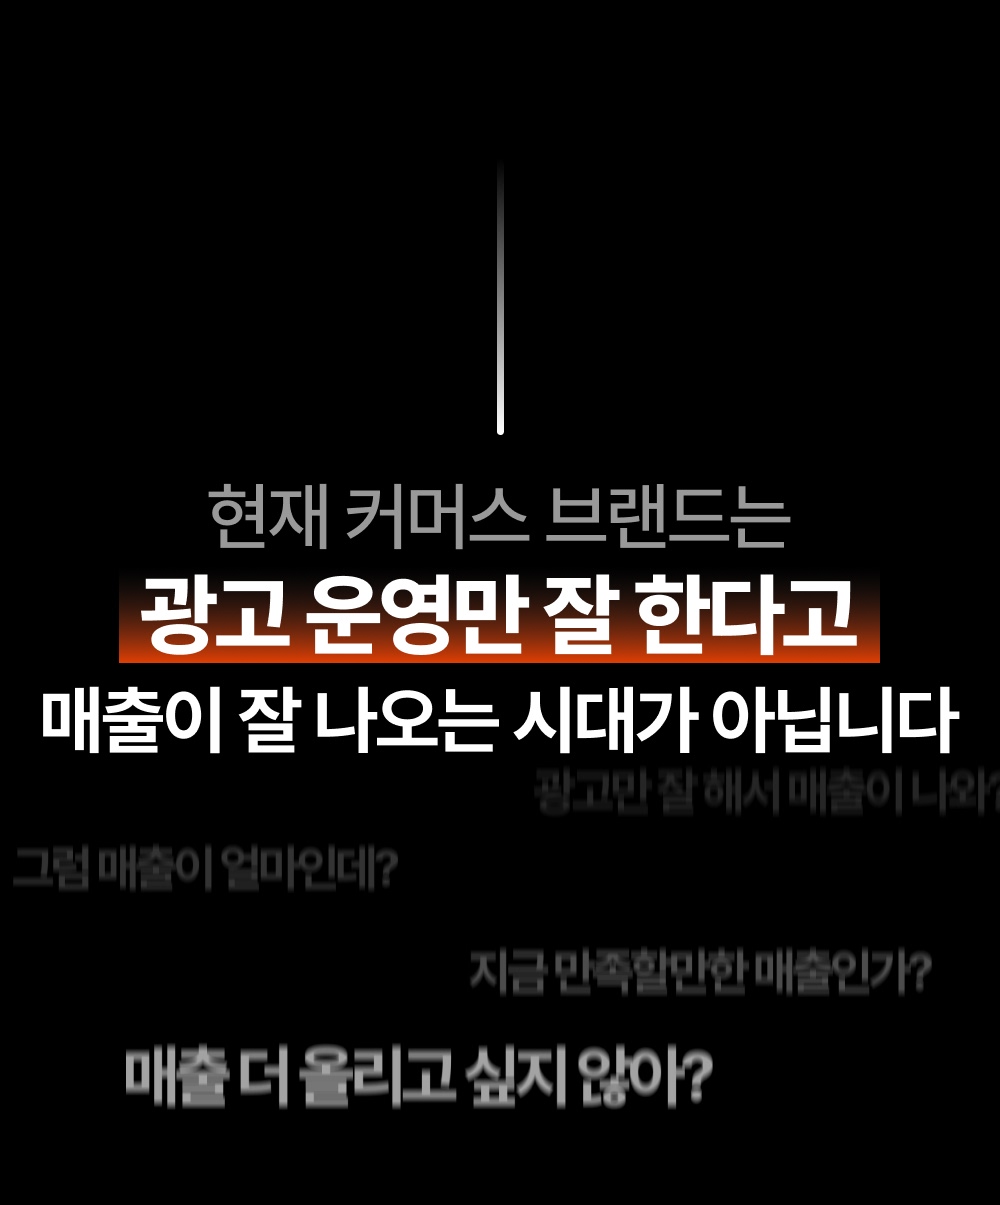 현재 커머스 브랜드는
광고 운영만 잘 한다고
매출이 잘 나오는 시대가 아닙니다
광고만 잘 해서 매출이 나와?
그럼 매출이 얼마인데?
지금 만족할만한 매출인가?
매출 더 올리고 싶지 않아?